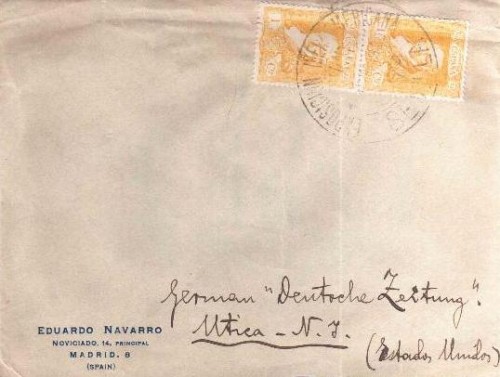 German "Deutsche Zeitung".
Utica - N. J.
(Estados Unidos)
EDUARDO NAVARRO
NOVICIADO, 14, PRINCIPAL
MADRID. 8
(SPAIN)